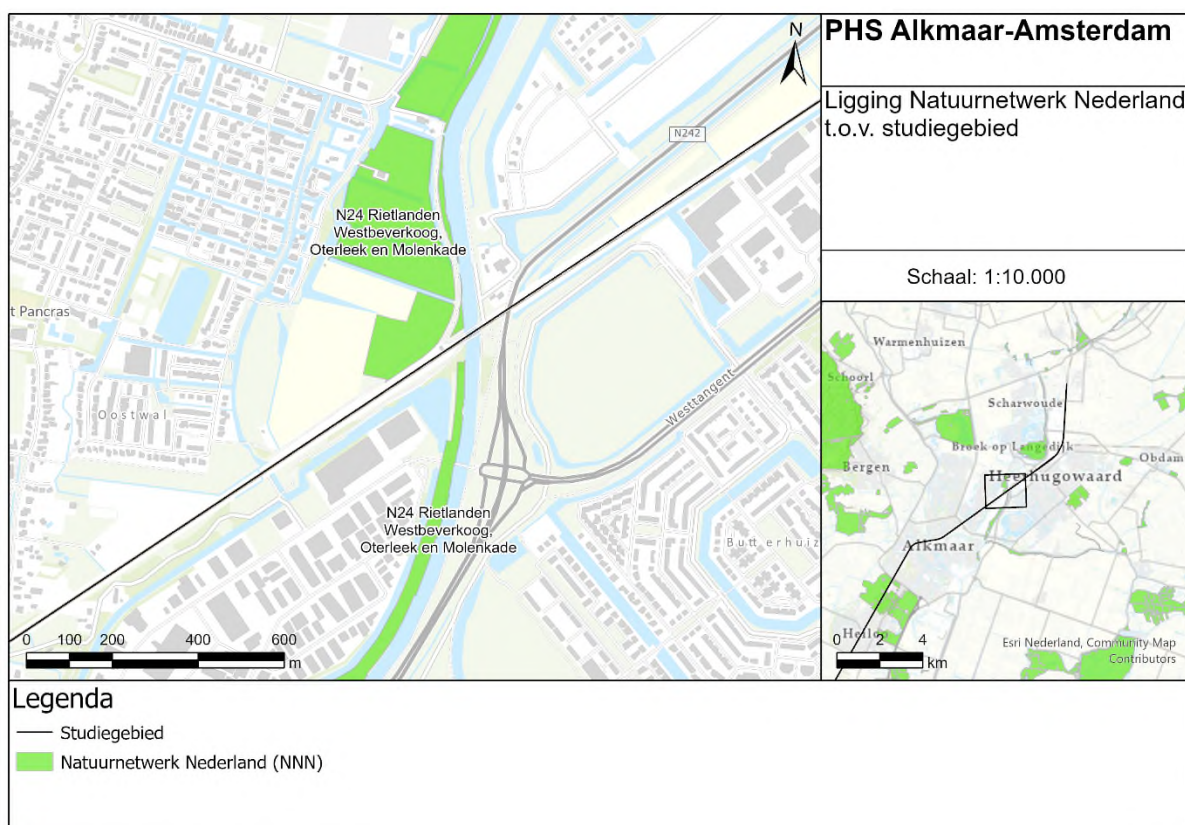 PHS Alkmaar-Amsterdam
Ligging Natuurnetwerk Nederland
t.o.v. studiegebied
Schaal: 1:10.000
N
N242
N24 Rietlanden
Westbeverkoog,
Oterleek en Molenkade
t Pancras
Oostwal
Westtangent
N24 Rietlanden
Westbeverkoog,
Oterleek en Molenkade
Butterhuiz
0 100 200 400 600
m
Warmenhuizen
Schoorl
Scharwoude
Broek op Langedijk
Bergen
Obdam
Heerhugowaard
Alkmaar
Heiloo
Esri Nederland, Community Map
Contributors
0 2 4
km
Legenda
Studiegebied
Natuurnetwerk Nederland (NNN)